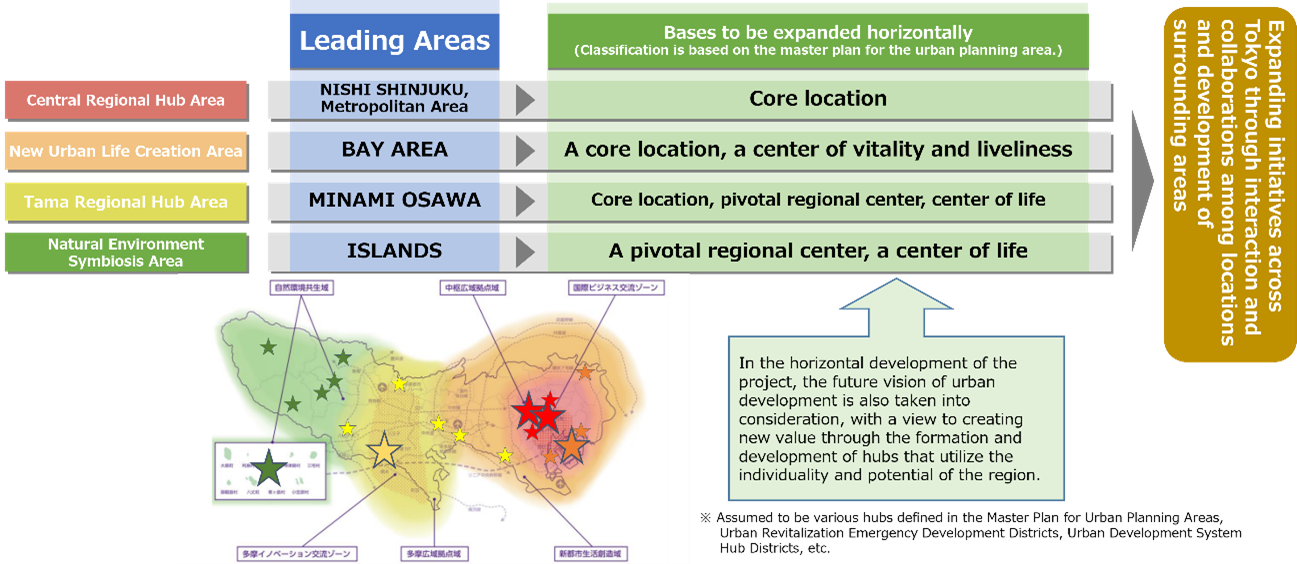 Leading Areas
Bases to be expanded horizontally
(Classification is based on the master plan for the urban planning area.)
Central Regional Hub Area
NISHI SHINJUKU,
Metropolitan Area
Core location
New Urban Life Creation Area
BAY AREA
A core location, a center of vitality and liveliness
Tama Regional Hub Area
MINAMI OSAWA
Core location, pivotal regional center, center of life
Natural Environment
Symbiosis Area
ISLANDS
A pivotal regional center, a center of life
Expanding initiatives across
Tokyo through interaction and
collaborations among locations
and development of
surrounding areas
自然環境共生域
中枢広域拠点域
国際ビジネス交流ゾーン
多摩イノベーション交流ゾーン
多摩広域拠点域
新都市生活創造域
In the horizontal development of the
project, the future vision of urban
development is also taken into
consideration, with a view to creating
new value through the formation and
development of hubs that utilize the
individuality and potential of the region.
※ Assumed to be various hubs defined in the Master Plan for Urban Planning Areas,
Urban Revitalization Emergency Development Districts, Urban Development System
Hub Districts, etc.